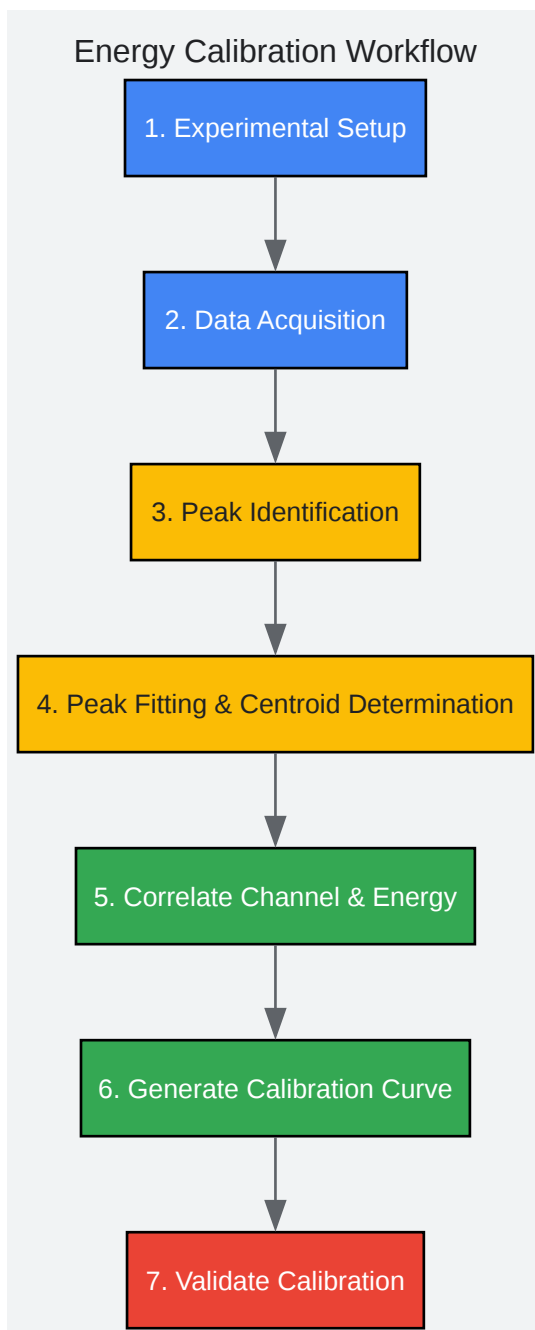 Energy Calibration Workflow
1. Experimental Setup
2. Data Acquisition
3. Peak Identification
4. Peak Fitting & Centroid Determination
5. Correlate Channel & Energy
6. Generate Calibration Curve
7. Validate Calibration